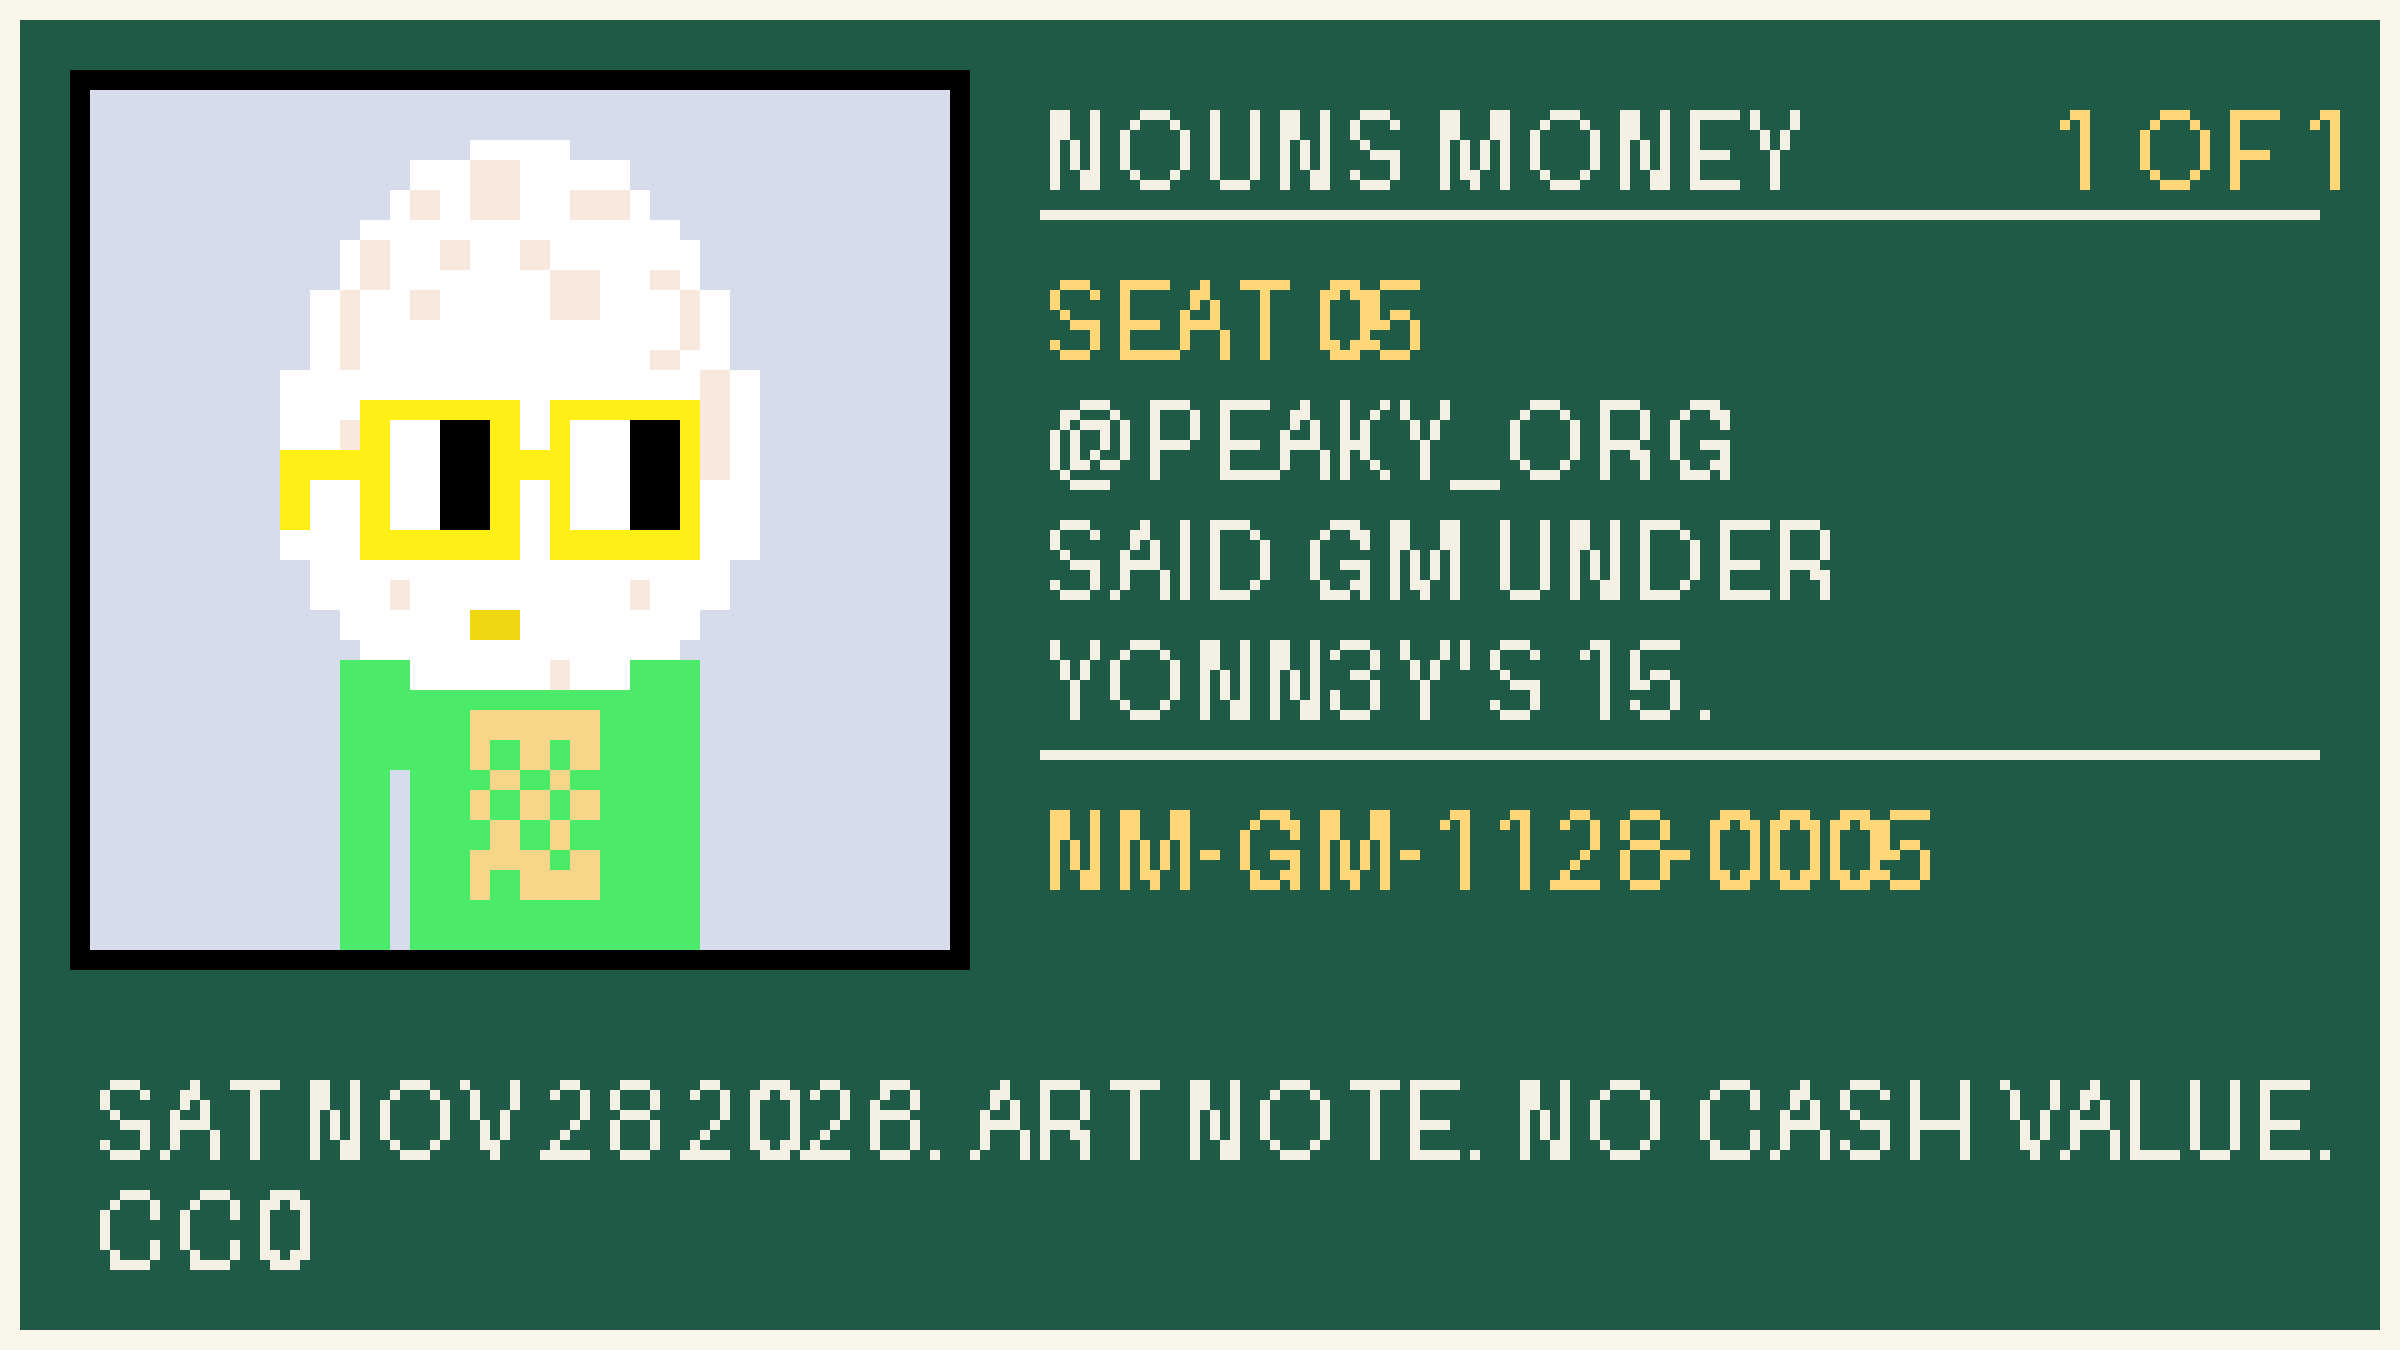 NOUNS MONEY 1 OF 1
SEAT 05
@PEAKY_ORG
SAID GM UNDER
YONN3Y'S 15.
NM-GM-1128-0005
SAT NOV 28 2026. ART NOTE. NO CASH VALUE.
CC0